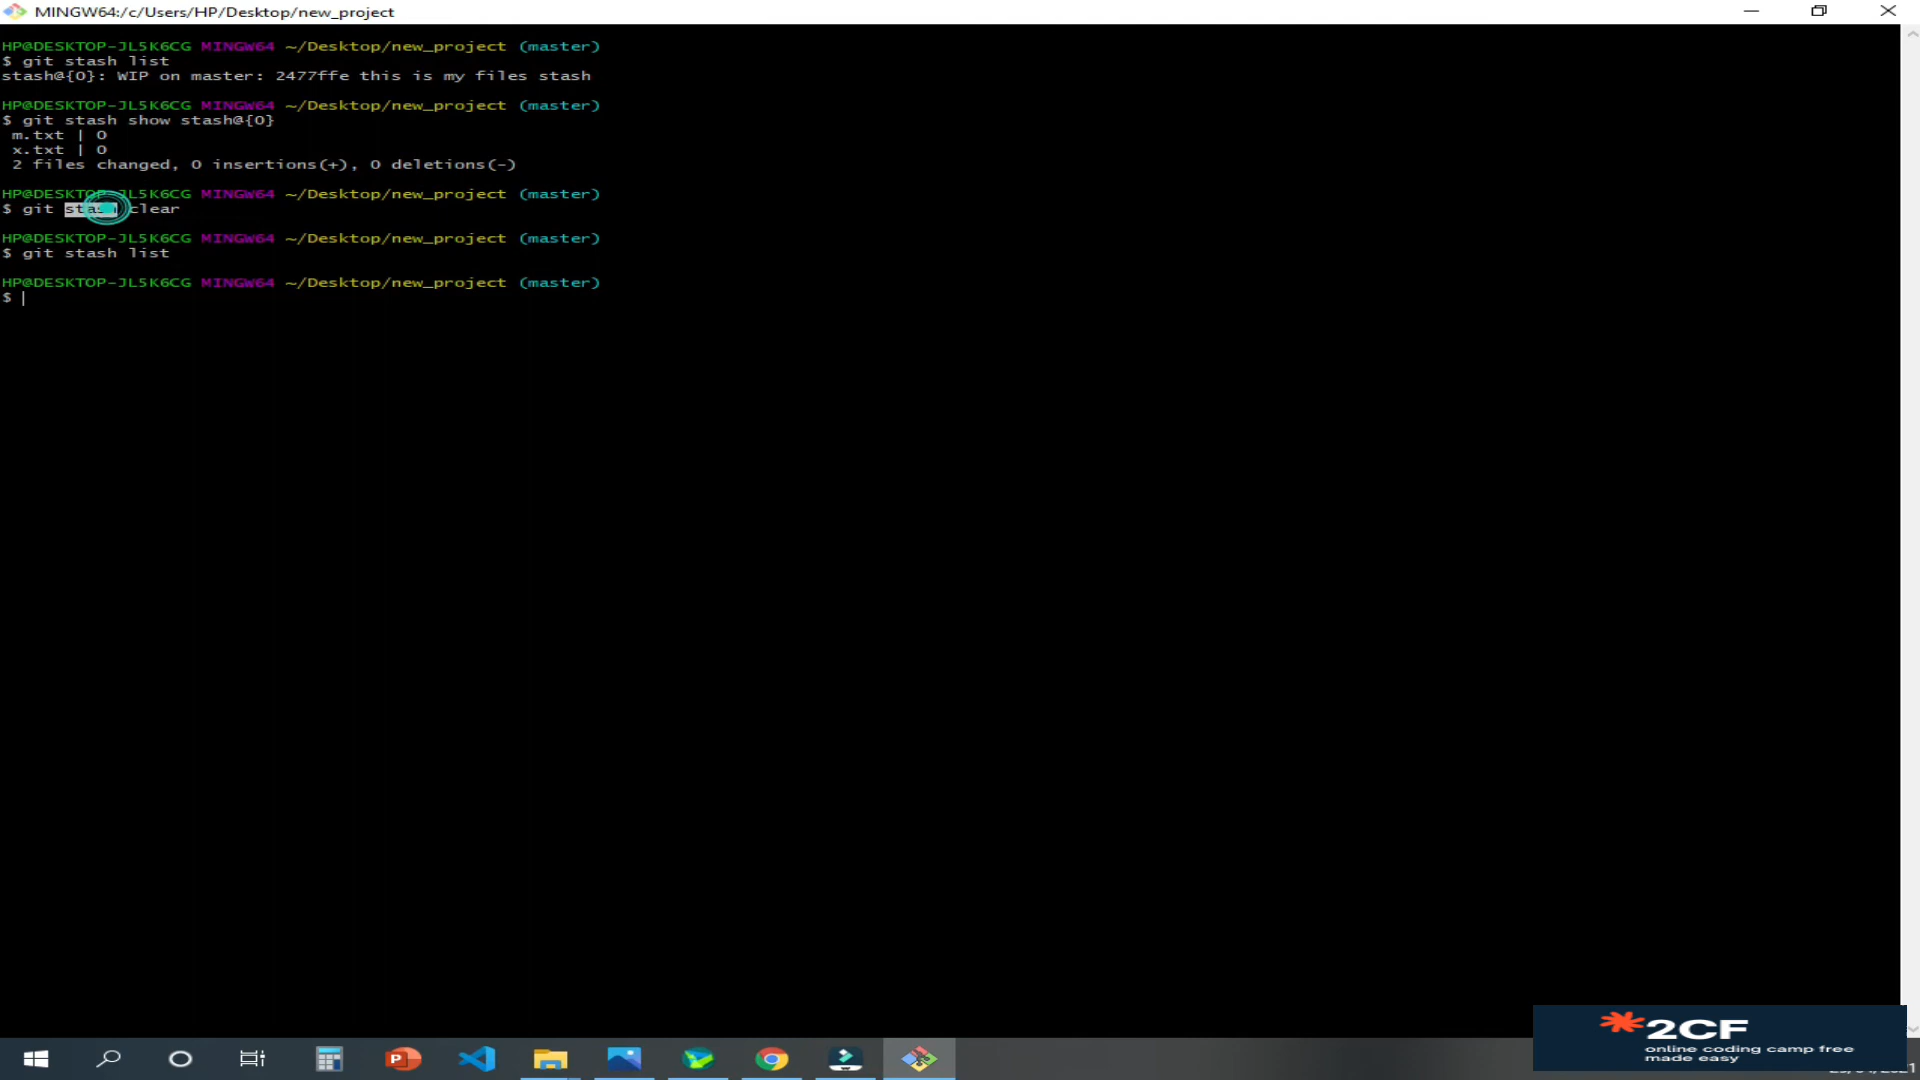 MINGW64:/c/Users/HP/Desktop/new_project
HP@DESKTOP-JL5K6CG MINGW64 ~/Desktop/new_project (master)
$ git stash list
stash@{0}: WIP on master: 2477ffe this is my files stash
HP@DESKTOP-JL5K6CG MINGW64 ~/Desktop/new_project (master)
$ git stash show stash@{0}
m.txt | 0
x.txt | 0
2 files changed, 0 insertions(+), 0 deletions(-)
HP@DESKTOP-JL5K6CG MINGW64 ~/Desktop/new_project (master)
$ git stash clear
HP@DESKTOP-JL5K6CG MINGW64 ~/Desktop/new_project (master)
$ git stash list
HP@DESKTOP-JL5K6CG MINGW64 ~/Desktop/new_project (master)
$
2CF
online coding camp free
made easy